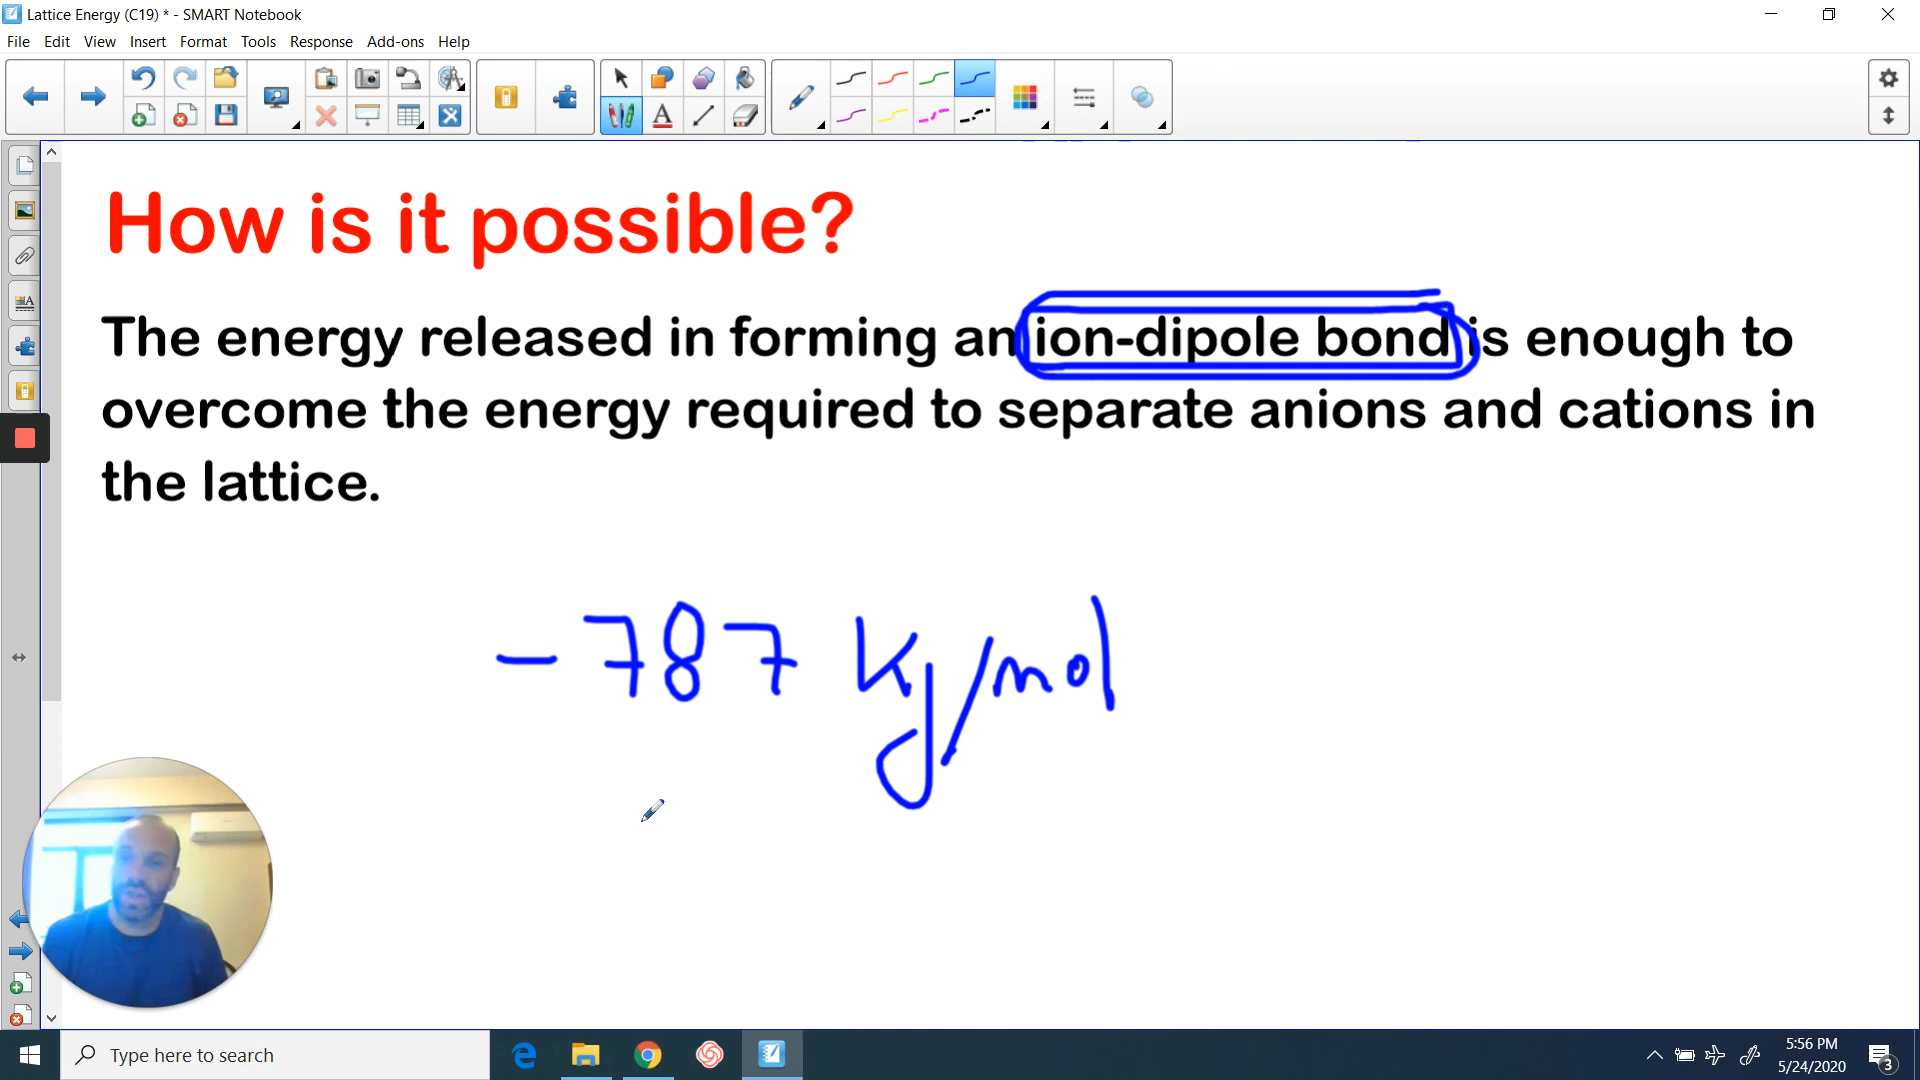 Lattice Energy (C19) * - SMART Notebook
File Edit View Insert Format Tools Response Add-ons Help
How is it possible?
The energy released in forming an ion-dipole bond is enough to
overcome the energy required to separate anions and cations in
the lattice.
- 787 kj/mol
Type here to search
5:56 PM
5/24/2020
3